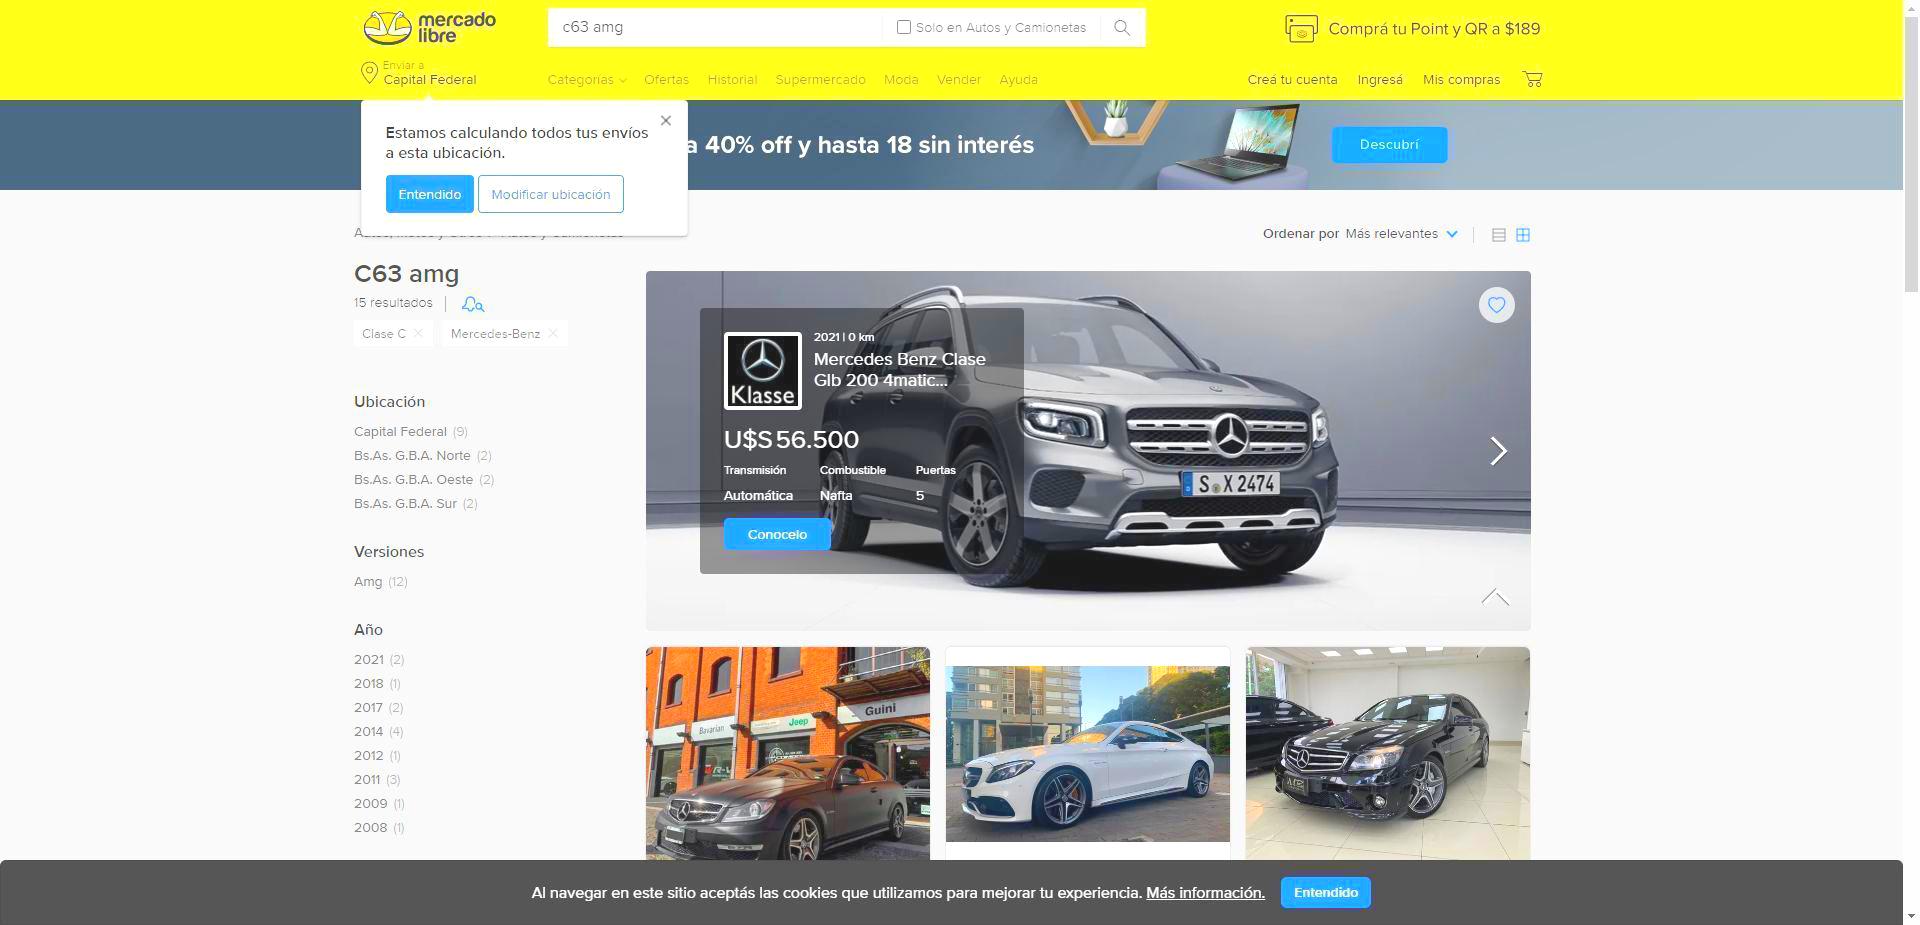 mercado
libre
c63 amg
Solo en Autos y Camionetas
Comprá tu Point y QR a $189
Enviar a
Capital Federal
Categorías Ofertas Historial Supermercado Moda Vender Ayuda
Creá tu cuenta Ingresá Mis compras
Estamos calculando todos tus envíos
a esta ubicación.
Entendido Modificar ubicación
a 40% off y hasta 18 sin interés
Descubrí
Ordenar por Más relevantes
C63 amg
15 resultados
Clase C Mercedes-Benz
Ubicación
Capital Federal (9)
Bs.As. G.B.A. Norte (2)
Bs.As. G.B.A. Oeste (2)
Bs.As. G.B.A. Sur (2)
Versiones
Amg (12)
Año
2021 (2)
2018 (1)
2017 (2)
2014 (4)
2012 (1)
2011 (3)
2009 (1)
2008 (1)
Klasse
2021 | 0 km
Mercedes Benz Clase
Glb 200 4matic...
U$S 56.500
Transmisión Combustible Puertas
Automática Nafta 5
Conocelo
S X 2474
Bavarian
Jeep
Guini
Al navegar en este sitio aceptás las cookies que utilizamos para mejorar tu experiencia. Más información.
Entendido